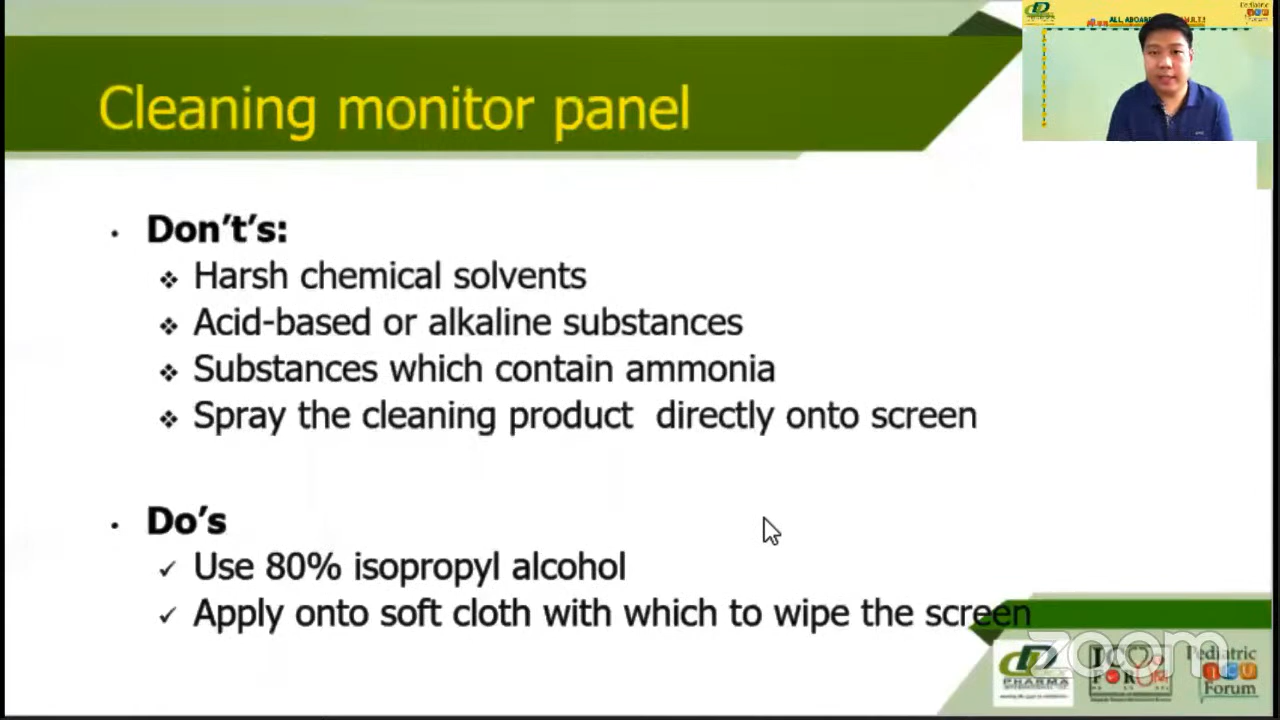 Cleaning monitor panel
• Don't's:
❖ Harsh chemical solvents
❖ Acid-based or alkaline substances
❖ Substances which contain ammonia
❖ Spray the cleaning product directly onto screen
• Do's
✓ Use 80% isopropyl alcohol
✓ Apply onto soft cloth with which to wipe the screen
zoom
PHARMA
FORUM
Pediatric
ICU
Forum